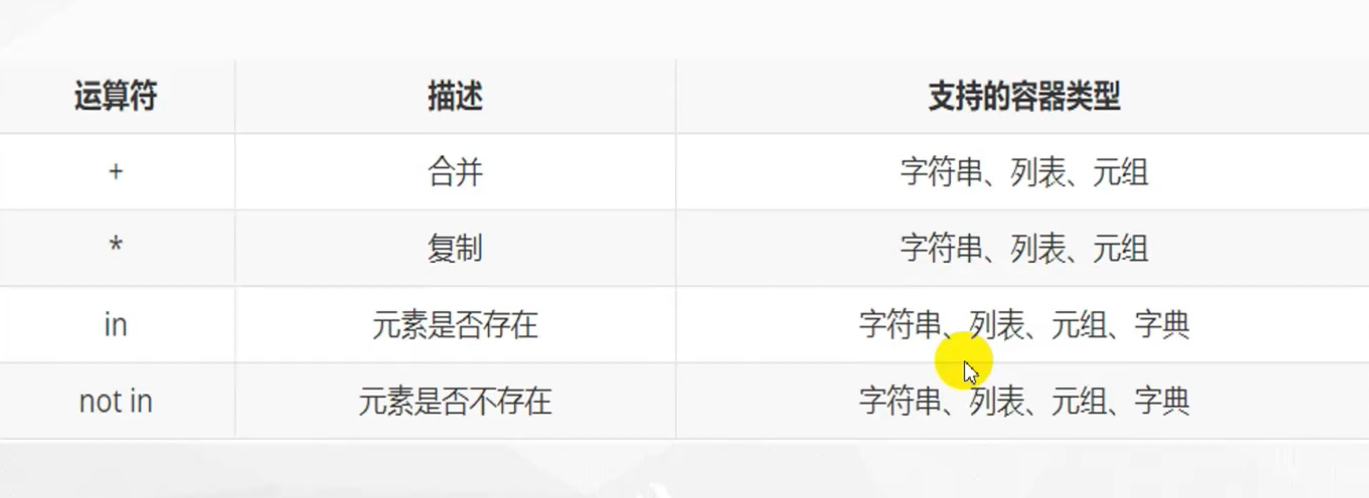 运算符 描述 支持的容器类型
+ 合并 字符串、列表、元组
* 复制 字符串、列表、元组
in 元素是否存在 字符串、列表、元组、字典
not in 元素是否不存在 字符串、列表、元组、字典